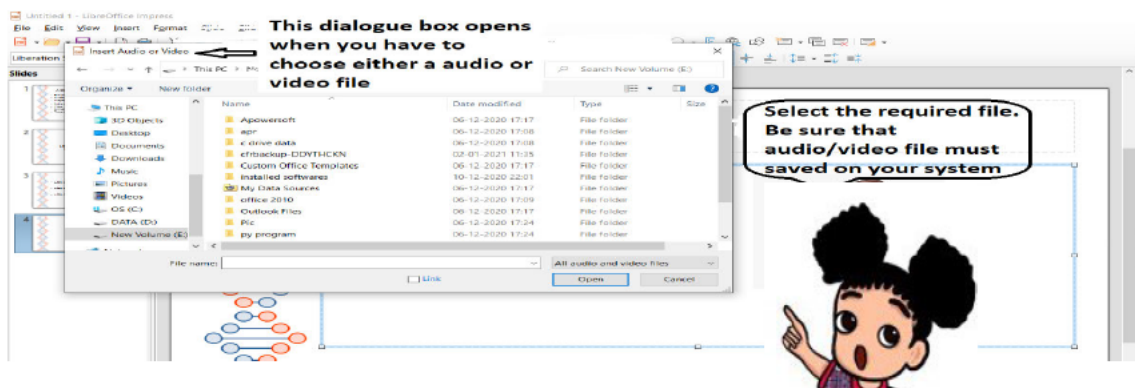 Untitled 1 - LibreOffice Impress
File Edit View Insert Format
This dialogue box opens
when you have to
choose either a audio or
video file
Insert Audio or Video
Liberation
Slides
This PC
Search New Volume (E:)
Organize New folder
Name Date modified Type Size
This PC
3D Objects
Desktop
Documents
Downloads
Music
Pictures
Videos
OS (C:)
DATA (D:)
New Volume (E:)
Apowersoft 06-12-2020 17:17 File folder
apr 06-12-2020 17:08 File folder
c drive data 06-12-2020 17:08 File folder
cfrbackup-DDYTHCKN 02-01-2021 11:35 File folder
Custom Office Templates 06-12-2020 17:17 File folder
installed softwares 10-12-2020 22:01 File folder
My Data Sources 06-12-2020 17:17 File folder
office 2010 06-12-2020 17:09 File folder
Outlook Files 06-12-2020 17:17 File folder
Pic 06-12-2020 17:24 File folder
py program 06-12-2020 17:24 File folder
File name: All audio and video files
Link Open Cancel
1
2
3
4
Select the required file.
Be sure that
audio/video file must
saved on your system